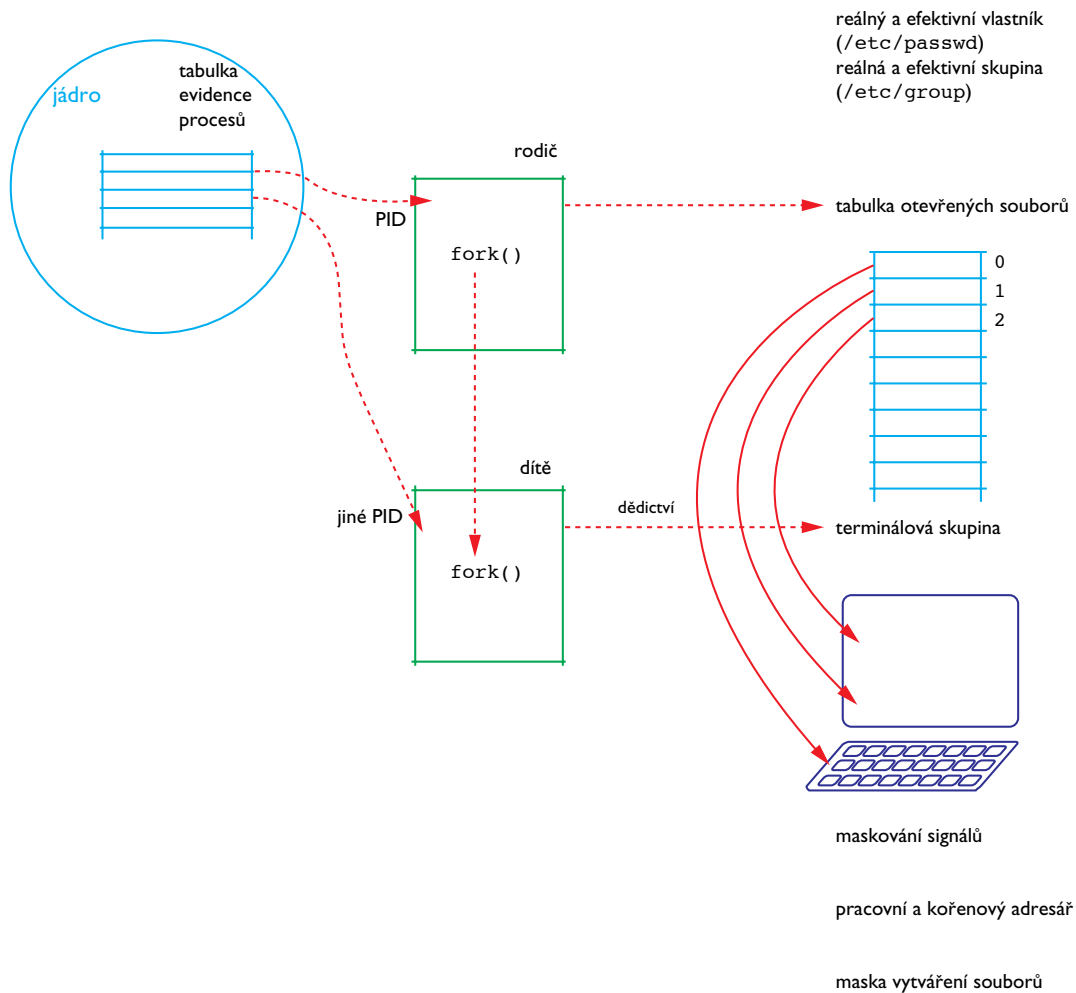 reálný a efektivní vlastník
(/etc/passwd)
reálná a efektivní skupina
(/etc/group)
jádro
tabulka
evidence
procesů
rodič
PID
fork()
tabulka otevřených souborů
0
1
2
dítě
jiné PID
fork()
dědictví
terminálová skupina
maskování signálů
pracovní a kořenový adresář
maska vytváření souborů